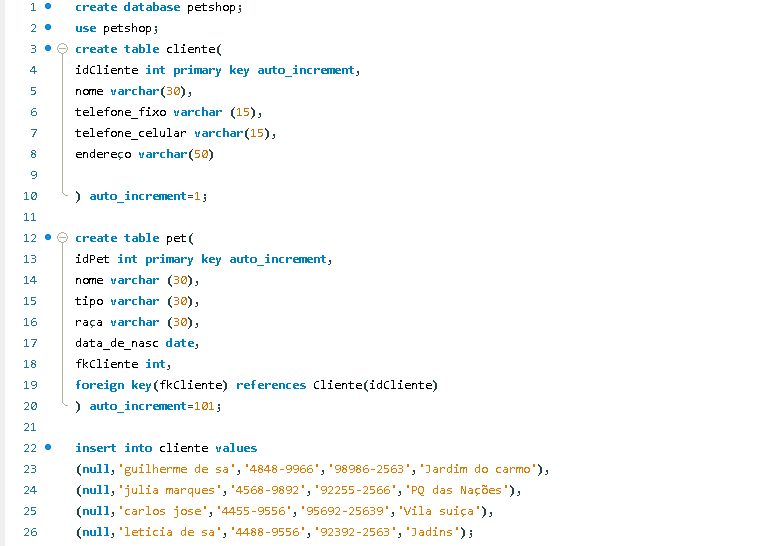 1 create database petshop;
2 use petshop;
3 create table cliente(
4 idCliente int primary key auto_increment,
5 nome varchar(30),
6 telefone_fixo varchar (15),
7 telefone_celular varchar(15),
8 endereço varchar(50)
9
10 ) auto_increment=1;
11
12 create table pet(
13 idPet int primary key auto_increment,
14 nome varchar (30),
15 tipo varchar (30),
16 raça varchar (30),
17 data_de_nasc date,
18 fkCliente int,
19 foreign key(fkCliente) references Cliente(idCliente)
20 ) auto_increment=101;
21
22 insert into cliente values
23 (null,'guilherme de sa','4848-9966','98986-2563','Jardim do carmo'),
24 (null,'julia marques','4568-9892','92255-2566','PQ das Nações'),
25 (null,'carlos jose','4455-9556','95692-25639','Vila suiça'),
26 (null,'leticia de sa','4488-9556','92392-2563','Jadins');